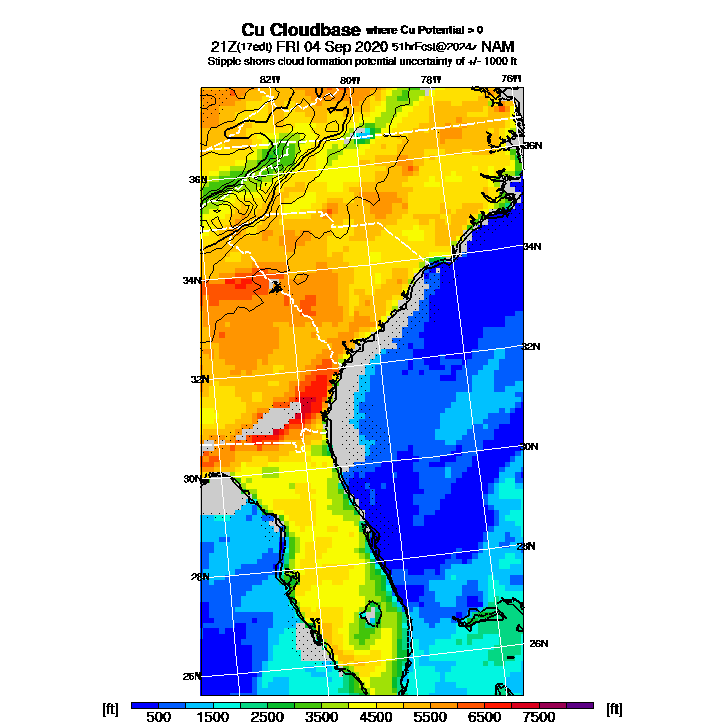 Cu Cloudbase where Cu Potential > 0
21Z(17edt) FRI 04 Sep 2020 51hrFcst@2024z NAM
Stipple shows cloud formation potential uncertainty of +/- 1000 ft
82W 80W 78W 76W
36N
36N
34N
34N
32N
32N
30N
30N
28N
28N
26N
26N
[ft] 500 1500 2500 3500 4500 5500 6500 7500 [ft]